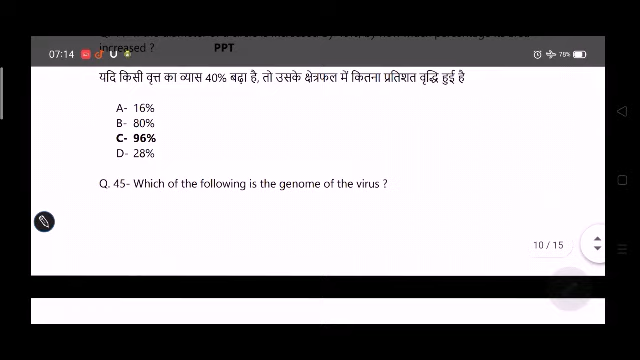 07:14 U 78%
increased ? PPT
यदि किसी वृत्त का व्यास 40% बढ़ा है, तो उसके क्षेत्रफल में कितना प्रतिशत वृद्धि हुई है
A- 16%
B- 80%
C- 96%
D- 28%
Q. 45- Which of the following is the genome of the virus ?
10 / 15